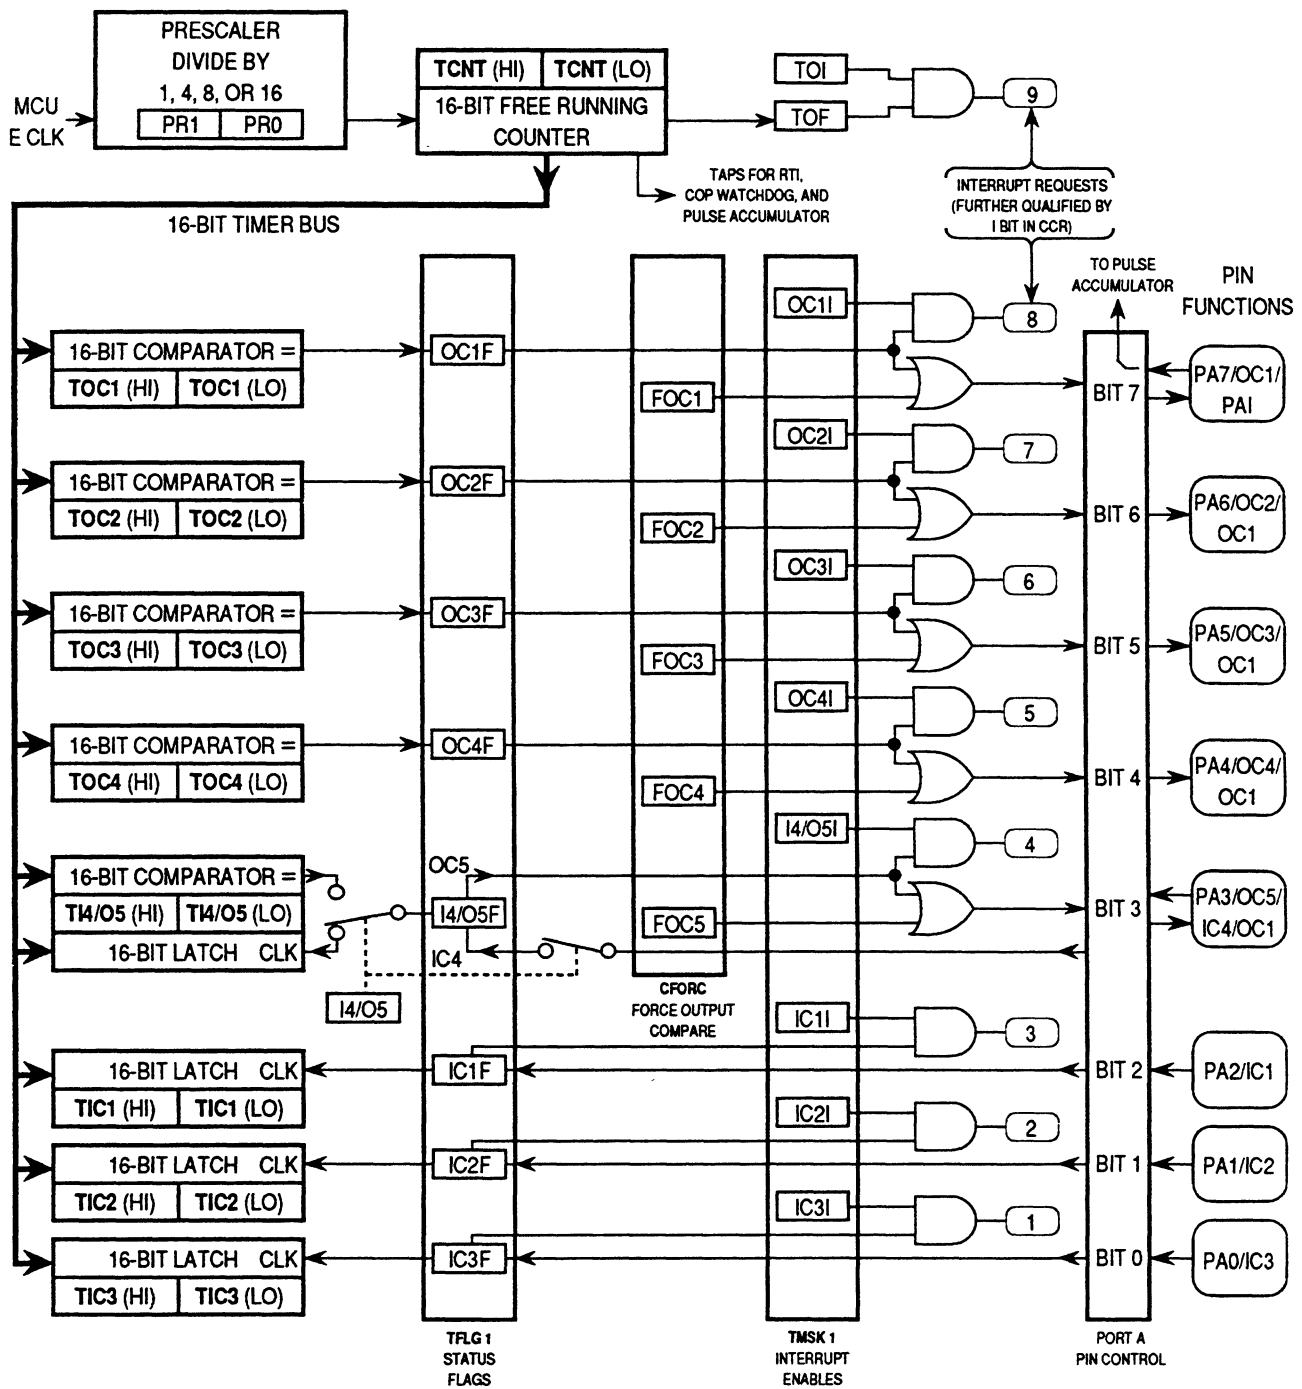 PRESCALER
DIVIDE BY
1, 4, 8, OR 16
PR1 PR0
MCU
E CLK
TCNT (HI) TCNT (LO)
16-BIT FREE RUNNING
COUNTER
TOI
TOF
9
TAPS FOR RTI,
COP WATCHDOG, AND
PULSE ACCUMULATOR
INTERRUPT REQUESTS
(FURTHER QUALIFIED BY
I BIT IN CCR)
16-BIT TIMER BUS
TO PULSE
ACCUMULATOR
PIN
FUNCTIONS
OC1I
8
16-BIT COMPARATOR =
TOC1 (HI) TOC1 (LO)
OC1F
FOC1
BIT 7
PA7/OC1/
PAI
OC2I
7
16-BIT COMPARATOR =
TOC2 (HI) TOC2 (LO)
OC2F
FOC2
BIT 6
PA6/OC2/
OC1
OC3I
6
16-BIT COMPARATOR =
TOC3 (HI) TOC3 (LO)
OC3F
FOC3
BIT 5
PA5/OC3/
OC1
OC4I
5
16-BIT COMPARATOR =
TOC4 (HI) TOC4 (LO)
OC4F
FOC4
BIT 4
PA4/OC4/
OC1
I4/O5I
4
16-BIT COMPARATOR =
TI4/O5 (HI) TI4/O5 (LO)
16-BIT LATCH CLK
OC5
I4/O5F
IC4
I4/O5
FOC5
BIT 3
PA3/OC5/
IC4/OC1
CFORC
FORCE OUTPUT
COMPARE
IC1I
3
16-BIT LATCH CLK
TIC1 (HI) TIC1 (LO)
IC1F
BIT 2
PA2/IC1
IC2I
2
16-BIT LATCH CLK
TIC2 (HI) TIC2 (LO)
IC2F
BIT 1
PA1/IC2
IC3I
1
16-BIT LATCH CLK
TIC3 (HI) TIC3 (LO)
IC3F
BIT 0
PA0/IC3
TFLG 1
STATUS
FLAGS
TMSK 1
INTERRUPT
ENABLES
PORT A
PIN CONTROL